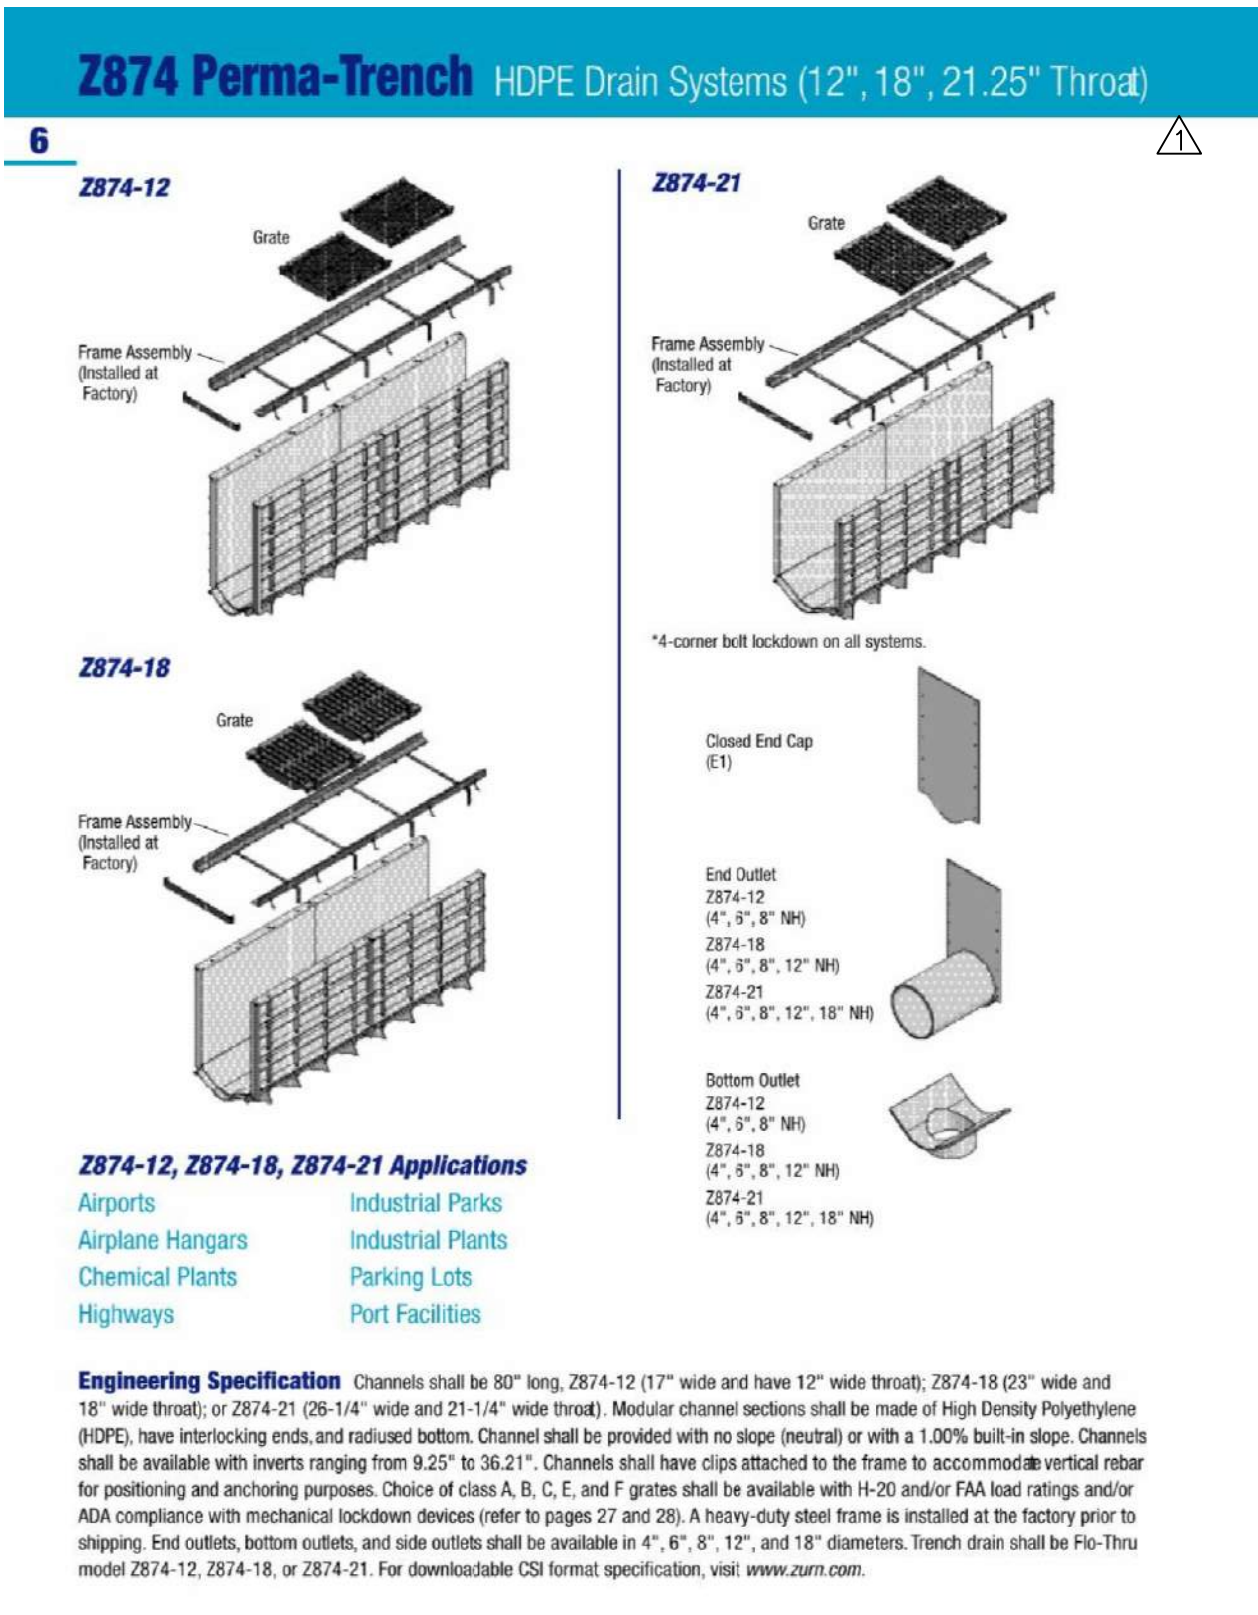 Z874 Perma-Trench HDPE Drain Systems (12", 18", 21.25" Throat)
1
6
Z874-12
Grate
Frame Assembly
(Installed at
Factory)
Z874-18
Grate
Frame Assembly
(Installed at
Factory)
Z874-21
Grate
Frame Assembly
(Installed at
Factory)
*4-corner bolt lockdown on all systems.
Closed End Cap
(E1)
End Outlet
Z874-12
(4", 6", 8" NH)
Z874-18
(4", 6", 8", 12" NH)
Z874-21
(4", 6", 8", 12", 18" NH)
Bottom Outlet
Z874-12
(4", 6", 8" NH)
Z874-18
(4", 6", 8", 12" NH)
Z874-21
(4", 6", 8", 12", 18" NH)
Z874-12, Z874-18, Z874-21 Applications
Airports
Airplane Hangars
Chemical Plants
Highways
Industrial Parks
Industrial Plants
Parking Lots
Port Facilities
Engineering Specification Channels shall be 80" long, Z874-12 (17" wide and have 12" wide throat); Z874-18 (23" wide and
18" wide throat); or Z874-21 (26-1/4" wide and 21-1/4" wide throat). Modular channel sections shall be made of High Density Polyethylene
(HDPE), have interlocking ends, and radiused bottom. Channel shall be provided with no slope (neutral) or with a 1.00% built-in slope. Channels
shall be available with inverts ranging from 9.25" to 36.21". Channels shall have clips attached to the frame to accommodate vertical rebar
for positioning and anchoring purposes. Choice of class A, B, C, E, and F grates shall be available with H-20 and/or FAA load ratings and/or
ADA compliance with mechanical lockdown devices (refer to pages 27 and 28). A heavy-duty steel frame is installed at the factory prior to
shipping. End outlets, bottom outlets, and side outlets shall be available in 4", 6", 8", 12", and 18" diameters. Trench drain shall be Flo-Thru
model Z874-12, Z874-18, or Z874-21. For downloadable CSI format specification, visit www.zurn.com.